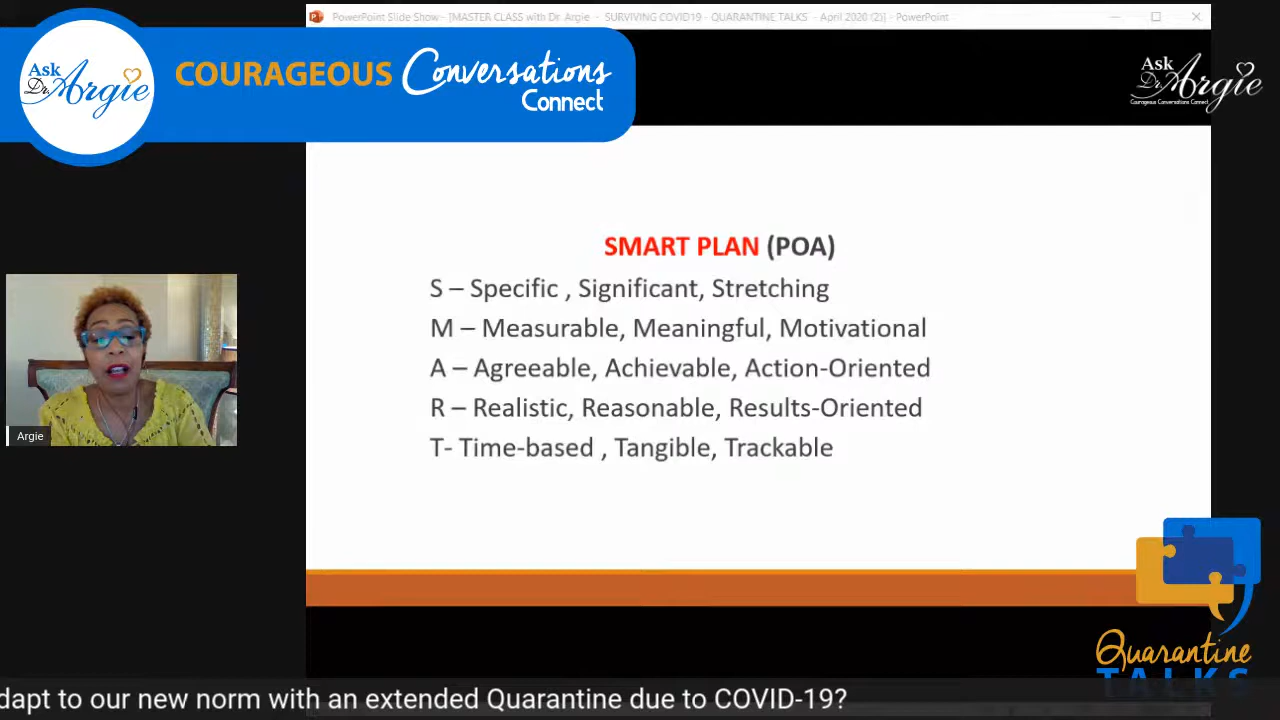 PowerPoint Slide Show - [MASTER CLASS with Dr. Argie - SURVIVING COVID19 - QUARANTINE TALKS - April 2020 (2)] - PowerPoint
Ask
Dr. Argie
COURAGEOUS Conversations
Connect
Ask
Dr. Argie
Courageous Conversations Connect
SMART PLAN (POA)
S – Specific , Significant, Stretching
M – Measurable, Meaningful, Motivational
A – Agreeable, Achievable, Action-Oriented
R – Realistic, Reasonable, Results-Oriented
T- Time-based , Tangible, Trackable
Argie
Quarantine
TALKS
dapt to our new norm with an extended Quarantine due to COVID-19?